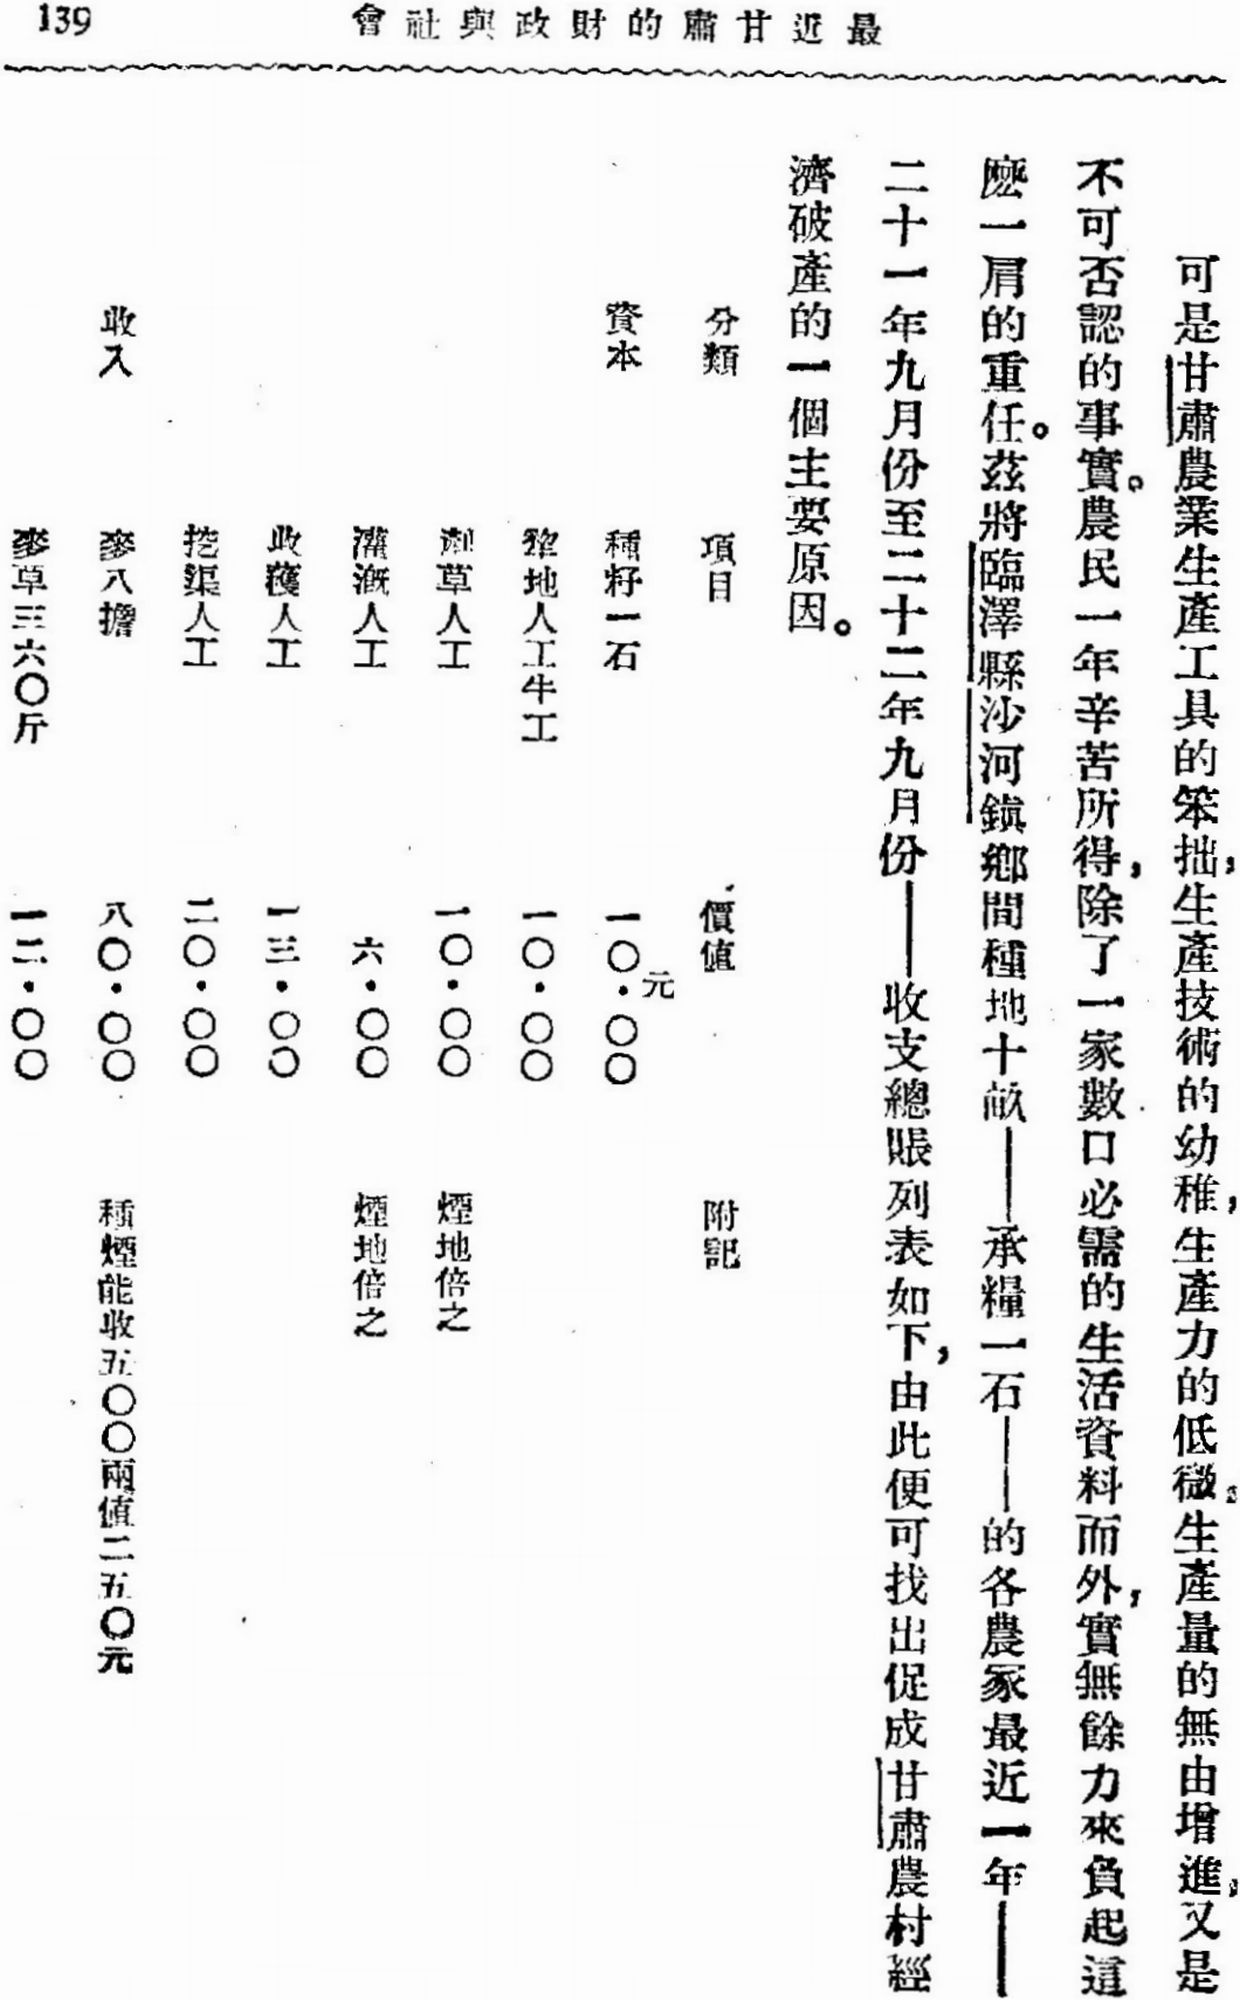 139
最近甘肅的財政與社會
可是甘肅農業生產工具的笨拙，生產技術的幼稚，生產力的低微。生產量的無由增進，又是
不可否認的事實。農民一年辛苦所得，除了一家數口必需的生活資料而外，實無餘力來負起這
麽一肩的重任。茲將臨澤縣沙河鎮鄉間種地十畝——承糧一石——的各農家最近一年——
二十一年九月份至二十二年九月份——收支總賬列表如下，由此便可找出促成甘肅農村經
濟破產的一個主要原因。
分類 項目 價值 附記
資本 種籽一石 一〇·〇〇元
犂地人工牛工 一〇·〇〇
剷草人工 一〇·〇〇 煙地倍之
灌漑人工 六·〇〇 煙地倍之
收穫人工 一三·〇〇
挖渠人工 二〇·〇〇
收入 麥八擔 八〇·〇〇 種煙能收五〇〇兩値二五〇元
麥草三六〇斤 一二·〇〇